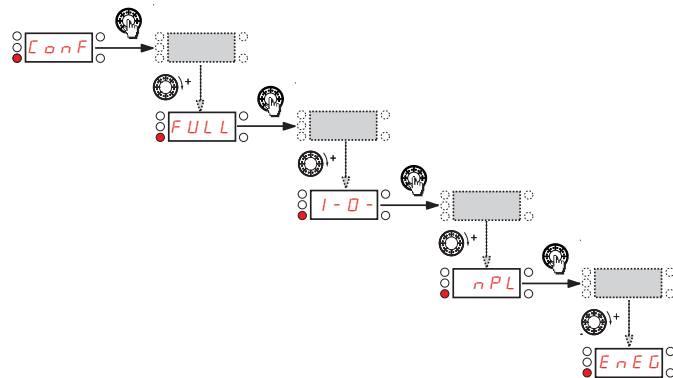 ConF
+
FULL
+
I-O-
+
nPL
+
EnEG